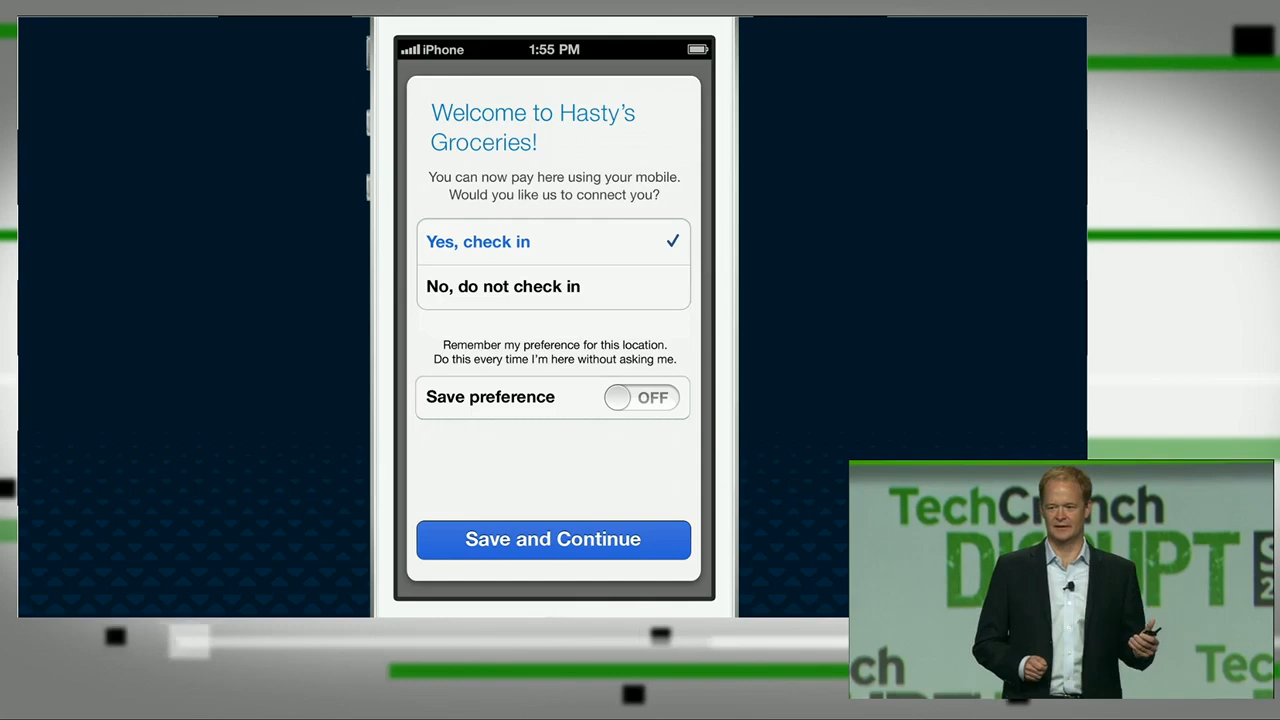 iPhone 1:55 PM
Welcome to Hasty's
Groceries!
You can now pay here using your mobile.
Would you like us to connect you?
Yes, check in
No, do not check in
Remember my preference for this location.
Do this every time I'm here without asking me.
Save preference OFF
Save and Continue
TechCrunch
DISRUPT
ch
Tec